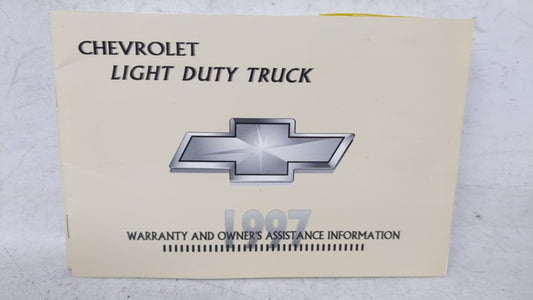 CHEVROLET
LIGHT DUTY TRUCK
1997
WARRANTY AND OWNER'S ASSISTANCE INFORMATION